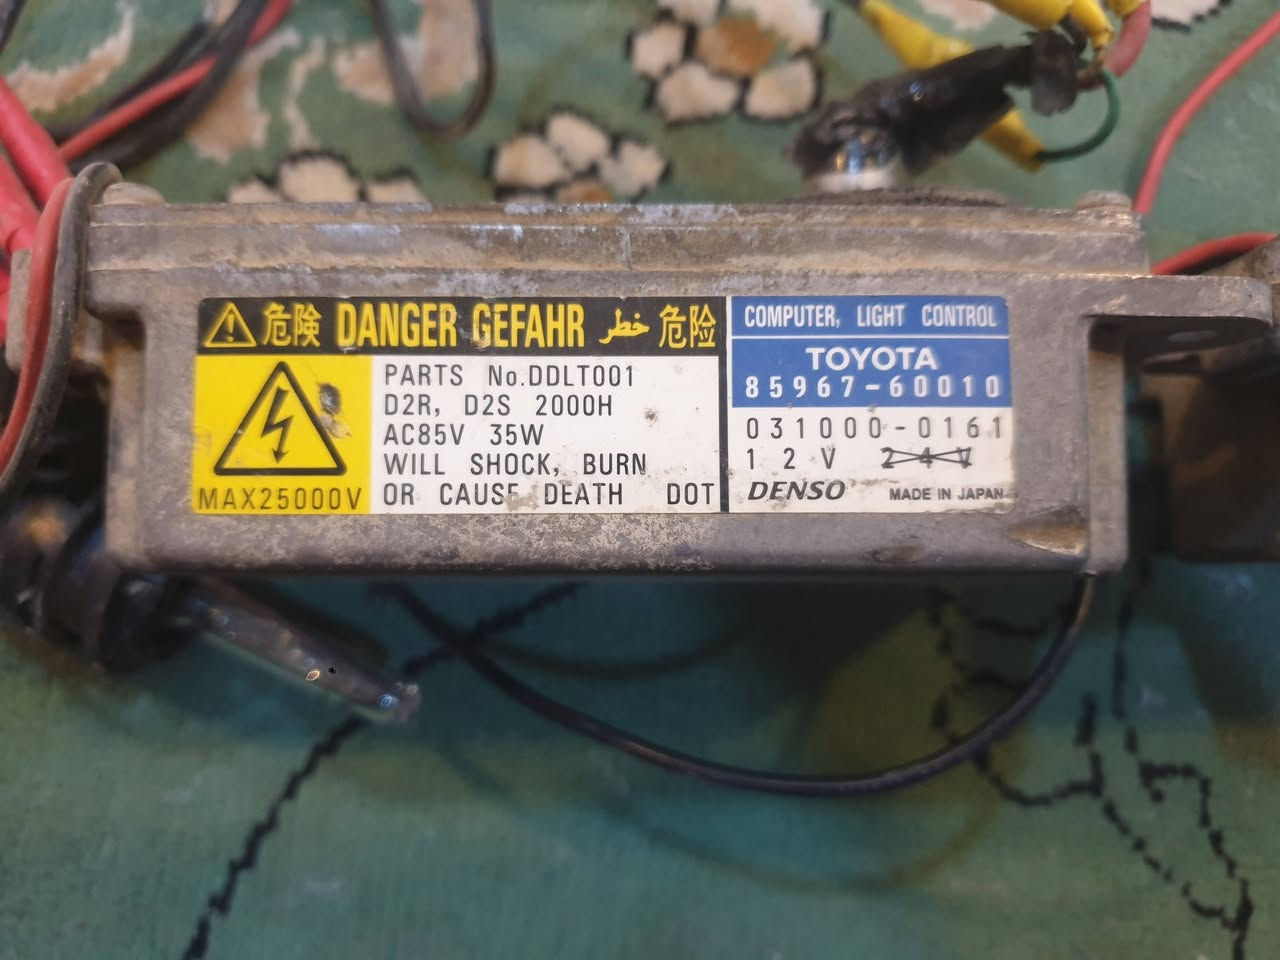 危険 DANGER GEFAHR خطر 危险
PARTS No.DDLT001
D2R, D2S 2000H
AC85V 35W
WILL SHOCK, BURN
OR CAUSE DEATH DOT
MAX25000V
COMPUTER, LIGHT CONTROL
TOYOTA
85967-60010
031000-0161
12V 24V
DENSO MADE IN JAPAN